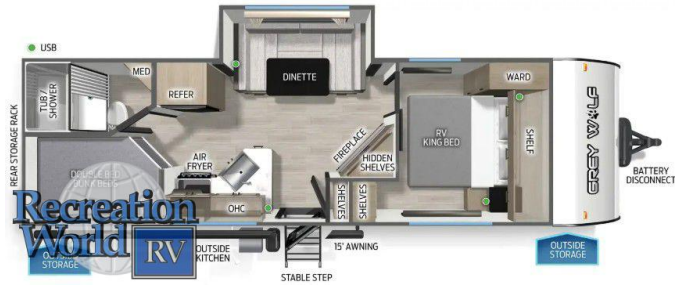 USB
TUB /
SHOWER
MED
REFER
DINETTE
WARD
RV
KING BED
SHELF
GREY WOLF
BATTERY
DISCONNECT
REAR STORAGE RACK
FIREPLACE
HIDDEN
SHELVES
AIR
FRYER
DOUBLE BED
BUNK BEDS
OHC
SHELVES
SHELVES
Recreation
World
RV
OUTSIDE
KITCHEN
15' AWNING
STABLE STEP
OUTSIDE
STORAGE
STORAGE